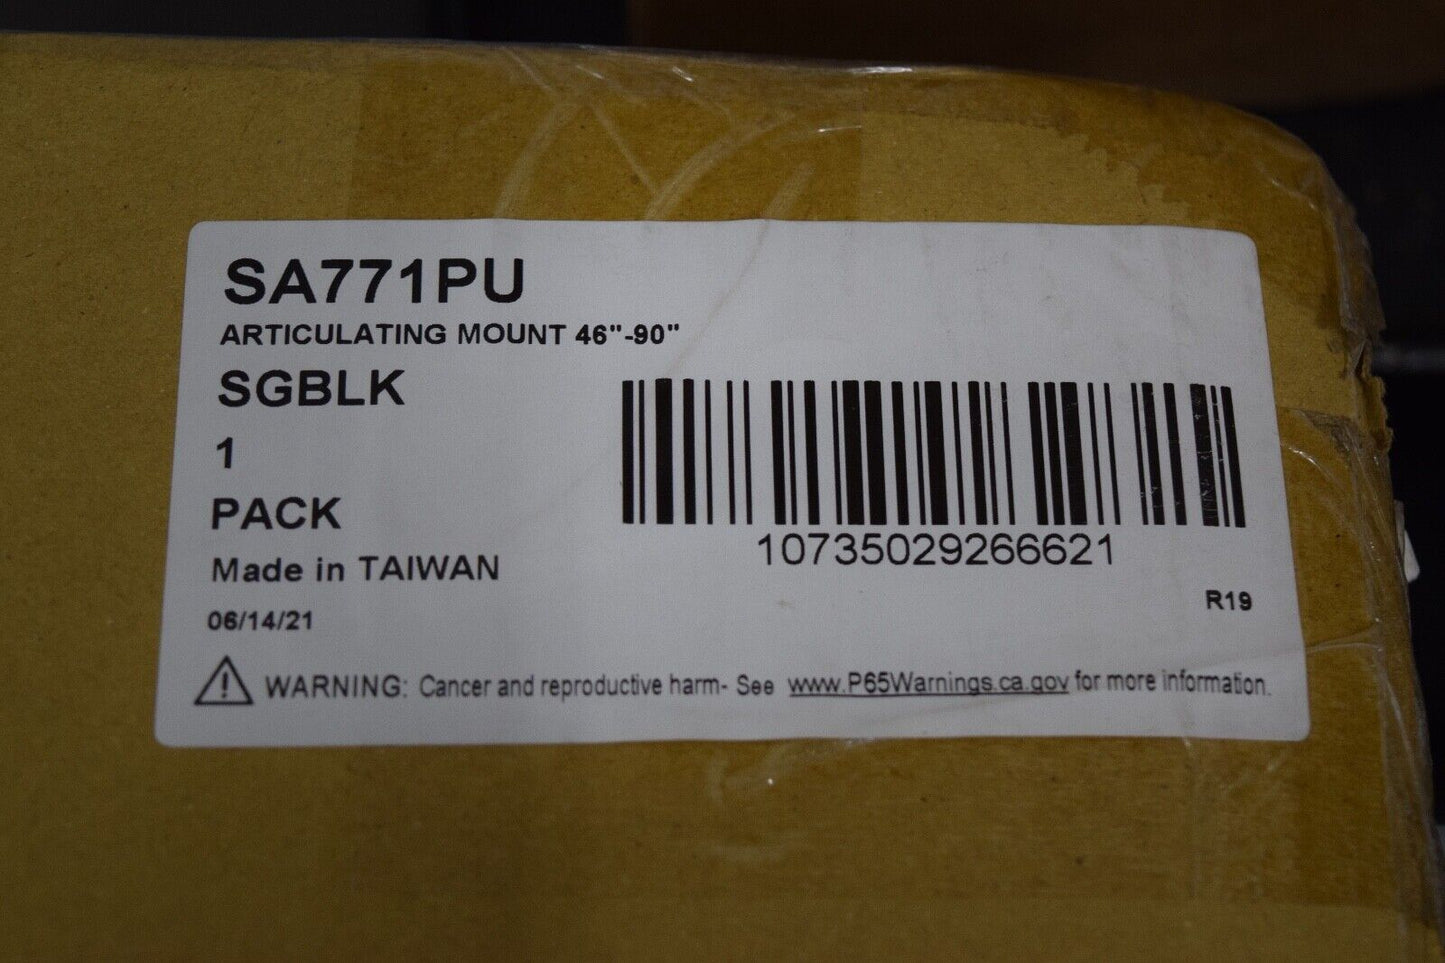 SA771PU
ARTICULATING MOUNT 46"-90"
SGBLK
1
PACK
Made in TAIWAN
06/14/21
10735029266621
R19
WARNING: Cancer and reproductive harm- See www.P65Warnings.ca.gov for more information.